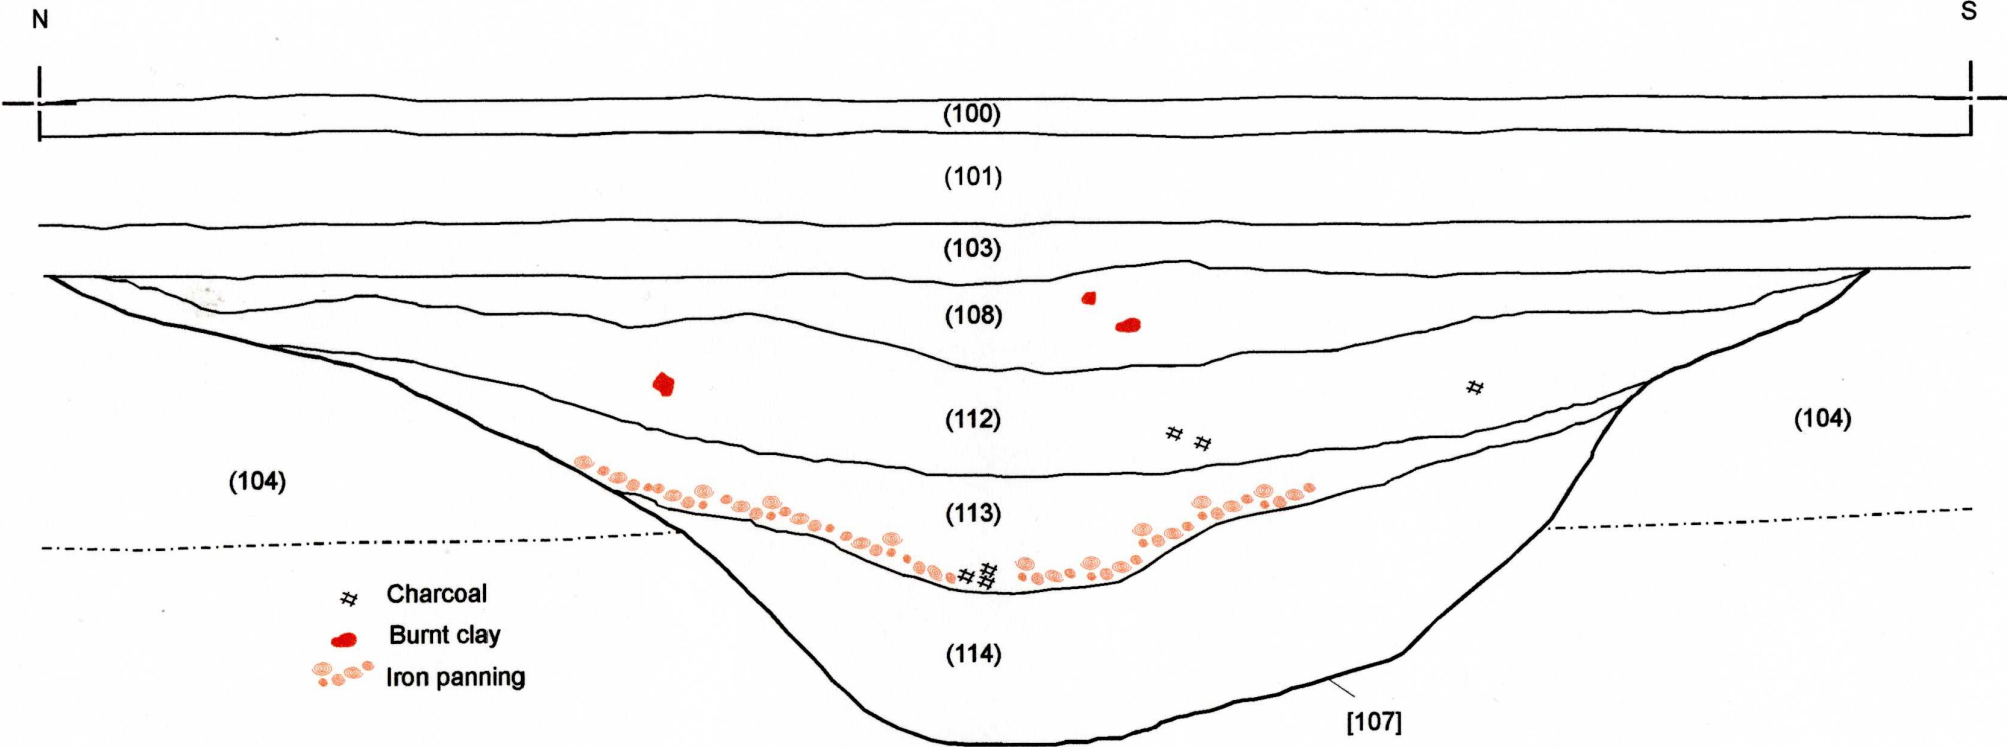 N
S
(100)
(101)
(103)
(108)
(112)
(104)
(104)
(113)
Charcoal
Burnt clay
(114)
Iron panning
[107]